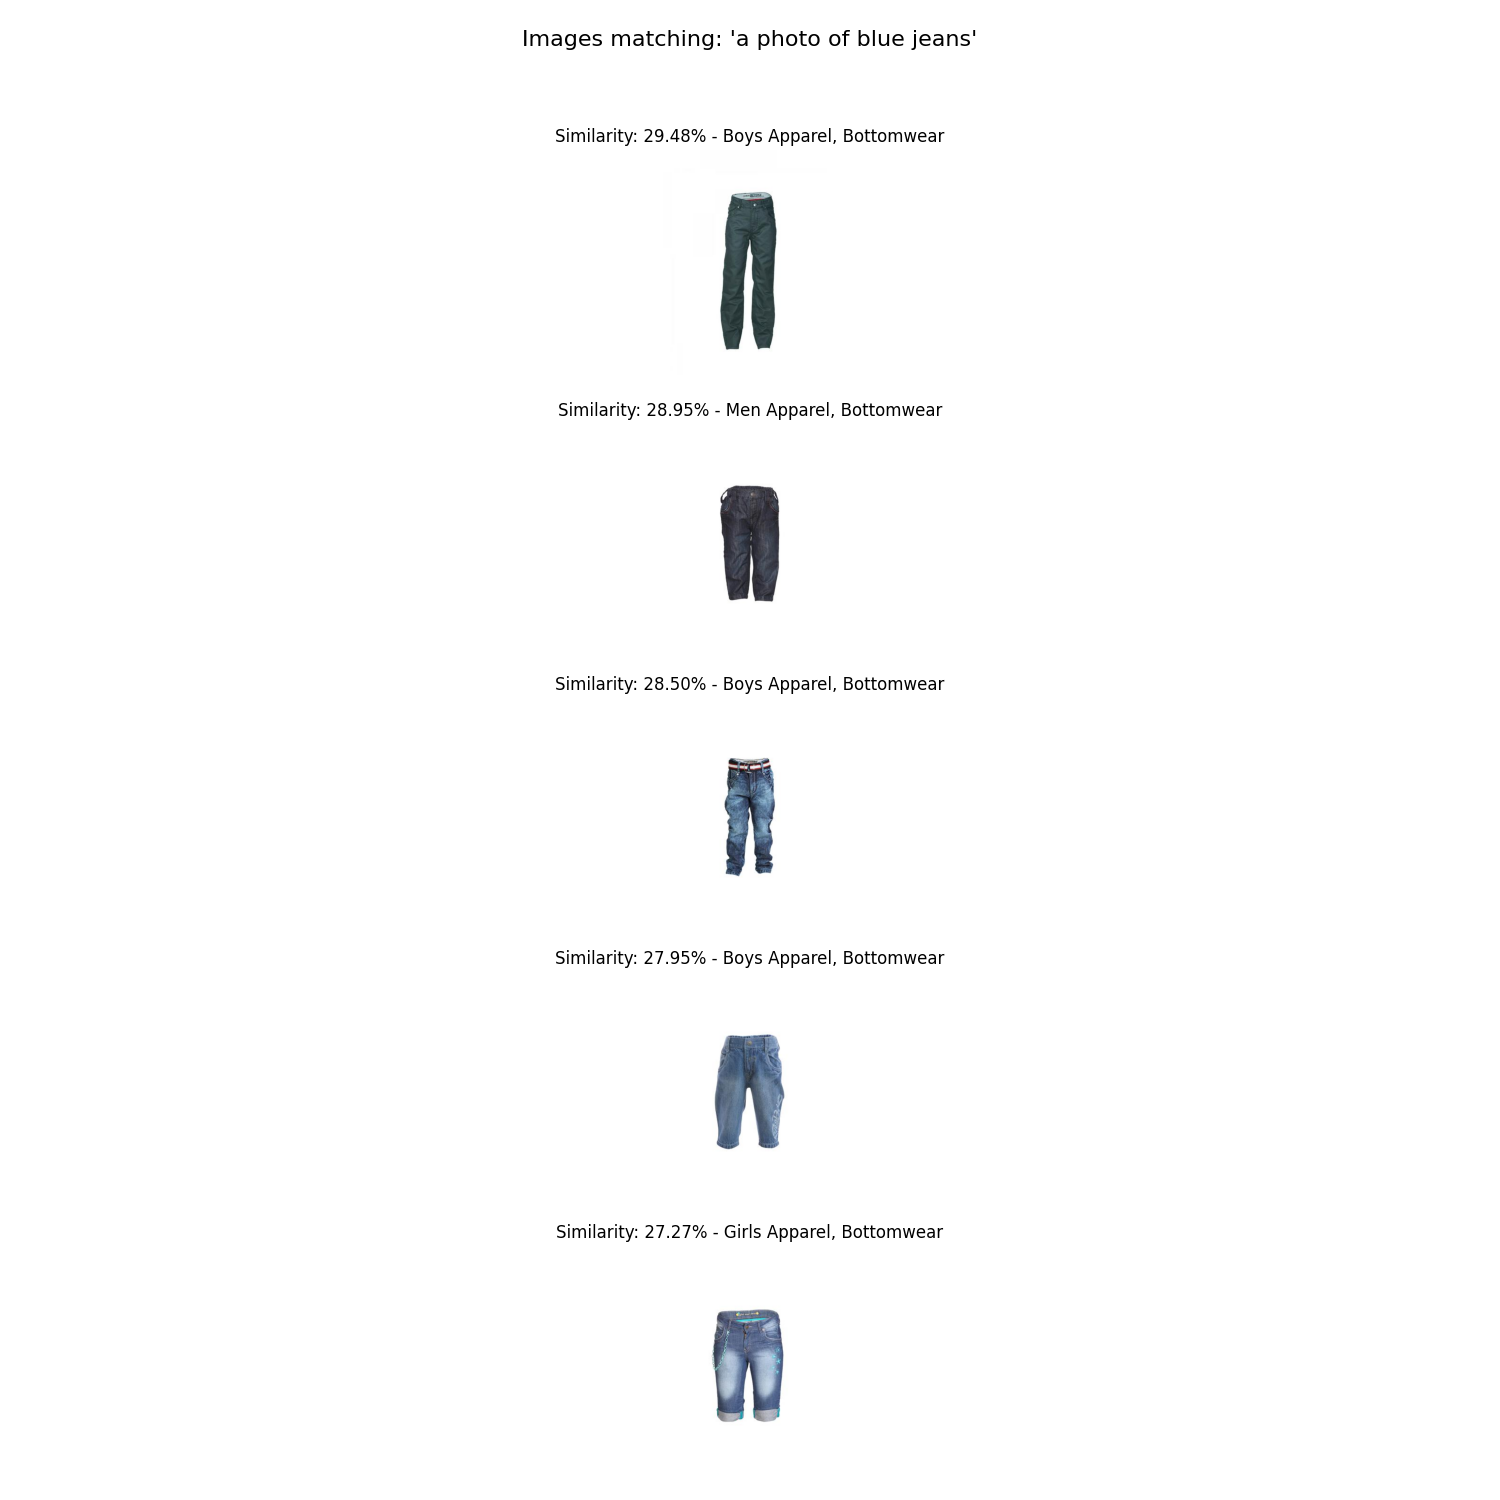 Images matching: 'a photo of blue jeans'
Similarity: 29.48% - Boys Apparel, Bottomwear
Similarity: 28.95% - Men Apparel, Bottomwear
Similarity: 28.50% - Boys Apparel, Bottomwear
Similarity: 27.95% - Boys Apparel, Bottomwear
Similarity: 27.27% - Girls Apparel, Bottomwear